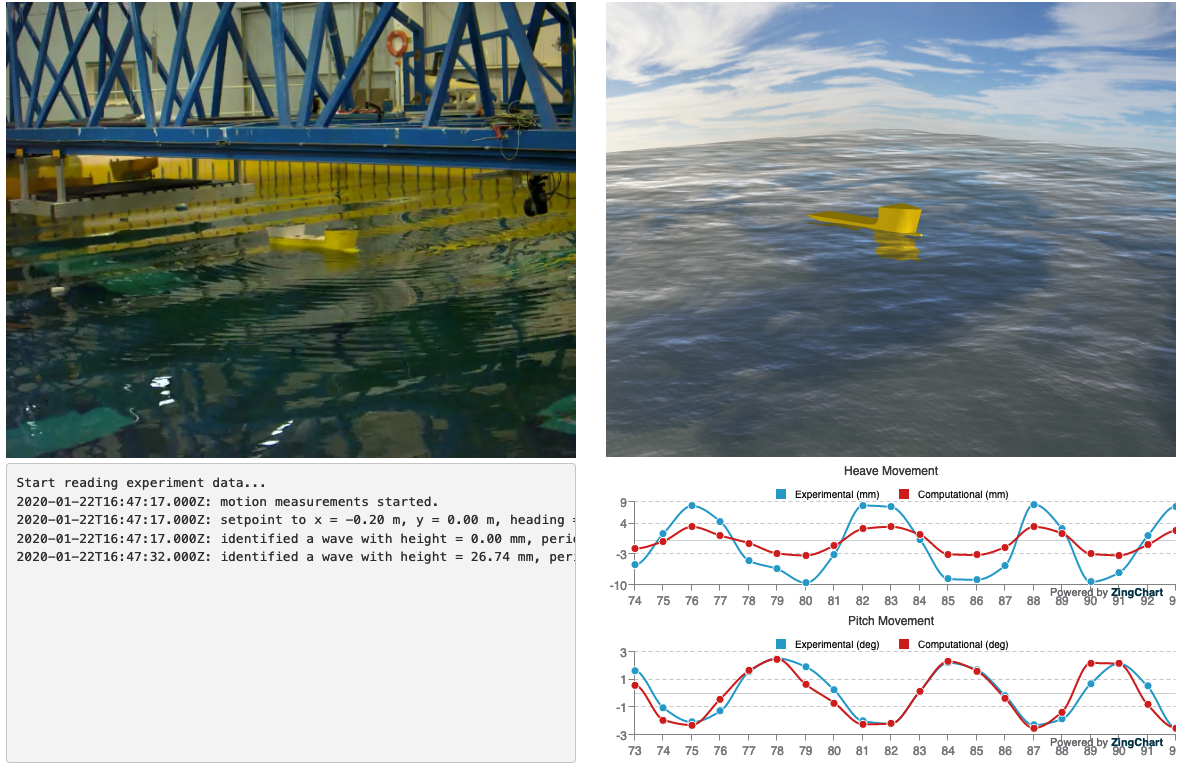 Start reading experiment data...
2020-01-22T16:47:17.000Z: motion measurements started.
2020-01-22T16:47:17.000Z: setpoint to x = -0.20 m, y = 0.00 m, heading =
2020-01-22T16:47:17.000Z: identified a wave with height = 0.00 mm, peri
2020-01-22T16:47:32.000Z: identified a wave with height = 26.74 mm, per
Heave Movement
Experimental (mm) Computational (mm)
9
4
-3
-10
74 75 76 77 78 79 80 81 82 83 84 85 86 87 88 89 90 91 92 9
Powered by ZingChart
Pitch Movement
Experimental (deg) Computational (deg)
3
1
-1
-3
73 74 75 76 77 78 79 80 81 82 83 84 85 86 87 88 89 90 91 9
Powered by ZingChart